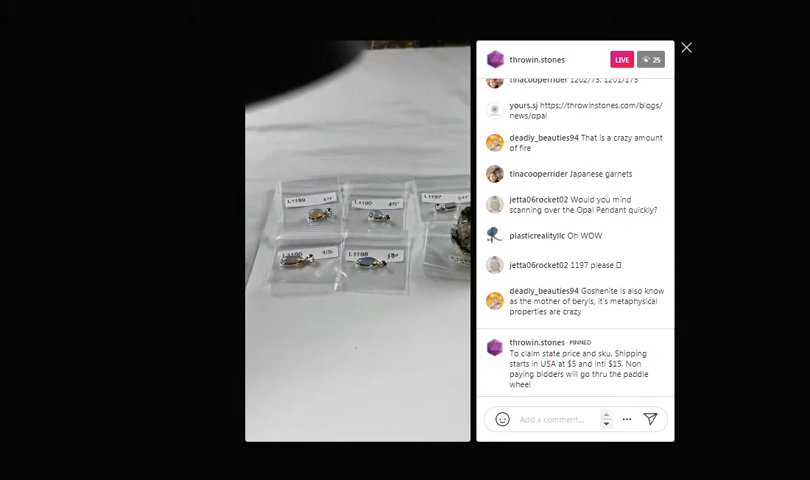 throwin.stones LIVE 25
tinacooperrider 1202/75. 1201/175
yours.sj https://throwinstones.com/blogs/
news/opal
deadly_beauties94 That is a crazy amount
of fire
tinacooperrider Japanese garnets
jetta06rocket02 Would you mind
scanning over the Opal Pendant quickly?
plasticrealityllc Oh WOW
jetta06rocket02 1197 please
deadly_beauties94 Goshenite is also know
as the mother of beryls, it's metaphysical
properties are crazy
throwin.stones · PINNED
To claim state price and sku. Shipping
starts in USA at $5 and intl $15. Non
paying bidders will go thru the paddle
wheel
Add a comment...
L1189
L1197
L1198